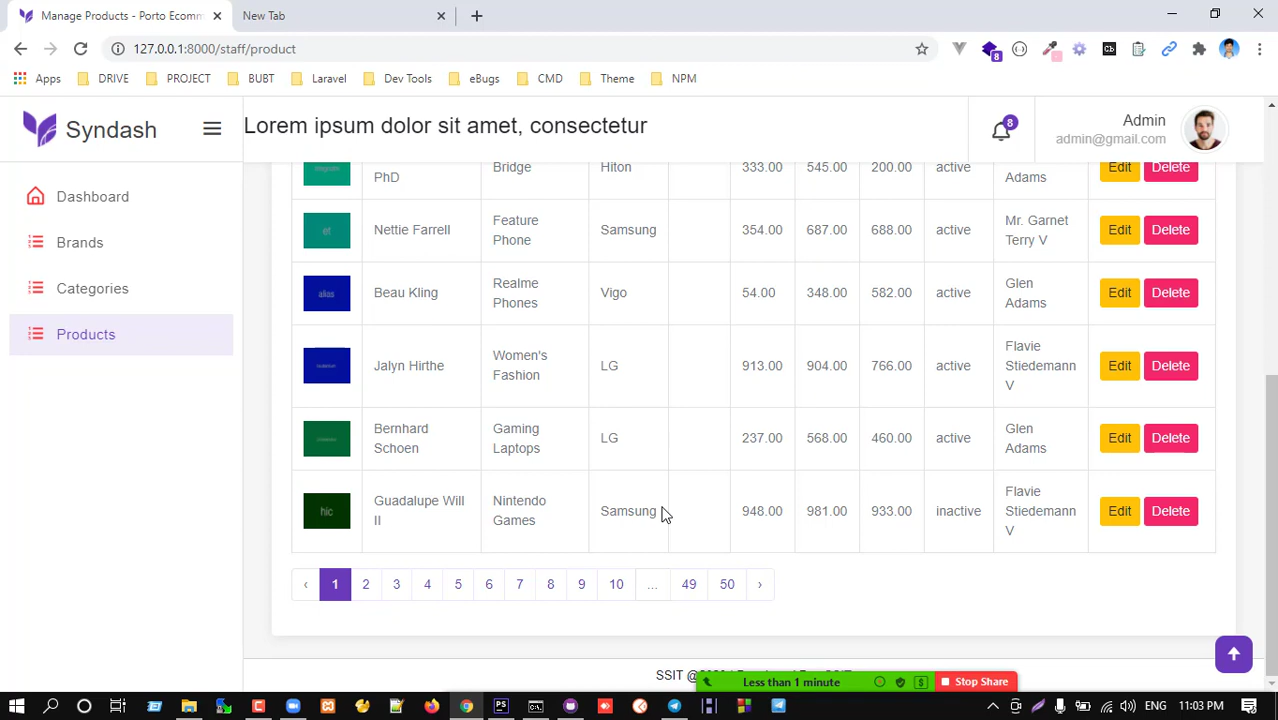 Manage Products - Porto Ecomm
New Tab
127.0.0.1:8000/staff/product
8
Cb
Apps DRIVE PROJECT BUBT Laravel Dev Tools eBugs CMD Theme NPM
Syndash
Lorem ipsum dolor sit amet, consectetur
8
Admin
admin@gmail.com
Dashboard
Brands
Categories
Products
PhD Bridge Hiton 333.00 545.00 200.00 active Adams Edit Delete
et Nettie Farrell Feature Phone Samsung 354.00 687.00 688.00 active Mr. Garnet Terry V Edit Delete
alias Beau Kling Realme Phones Vigo 54.00 348.00 582.00 active Glen Adams Edit Delete
Jalyn Hirthe Women's Fashion LG 913.00 904.00 766.00 active Flavie Stiedemann V Edit Delete
Bernhard Schoen Gaming Laptops LG 237.00 568.00 460.00 active Glen Adams Edit Delete
hic Guadalupe Will II Nintendo Games Samsung 948.00 981.00 933.00 inactive Flavie Stiedemann V Edit Delete
‹ 1 2 3 4 5 6 7 8 9 10 ... 49 50 ›
SSIT @
Less than 1 minute
Stop Share
11:03 PM